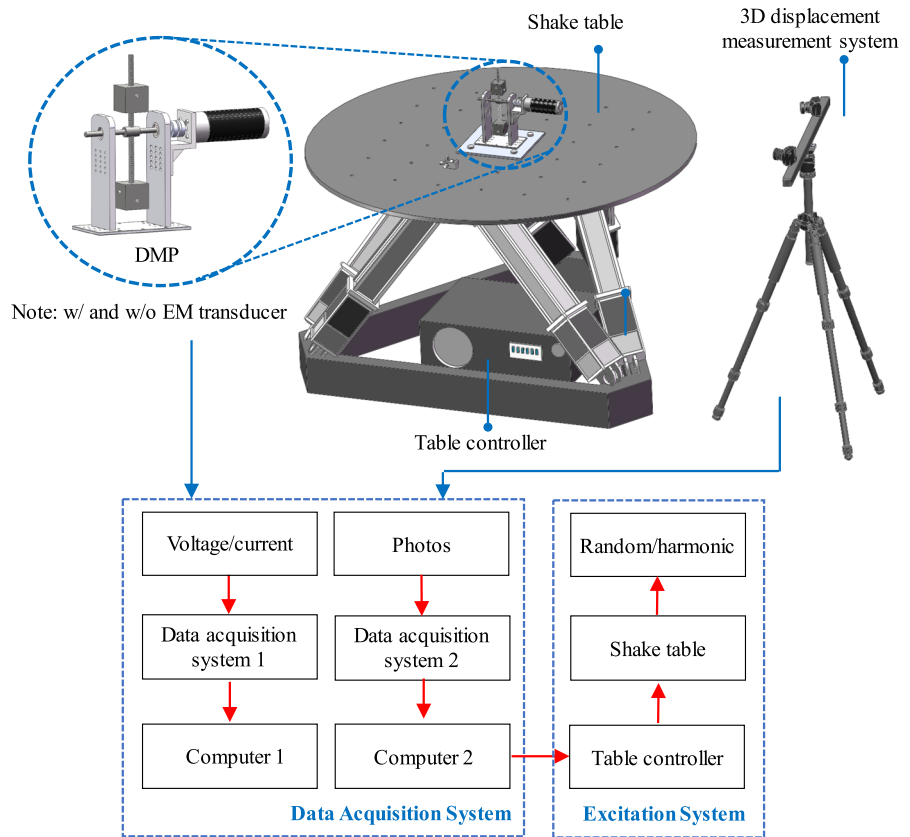 Shake table
3D displacement
measurement system
DMP
Note: w/ and w/o EM transducer
Table controller
Voltage/current
Photos
Random/harmonic
Data acquisition
system 1
Data acquisition
system 2
Shake table
Computer 1
Computer 2
Table controller
Data Acquisition System
Excitation System